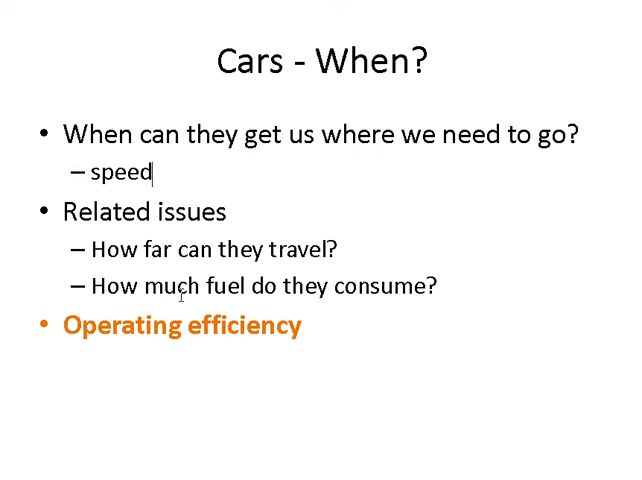 Cars - When?
• When can they get us where we need to go?
– speed
• Related issues
– How far can they travel?
– How much fuel do they consume?
• Operating efficiency